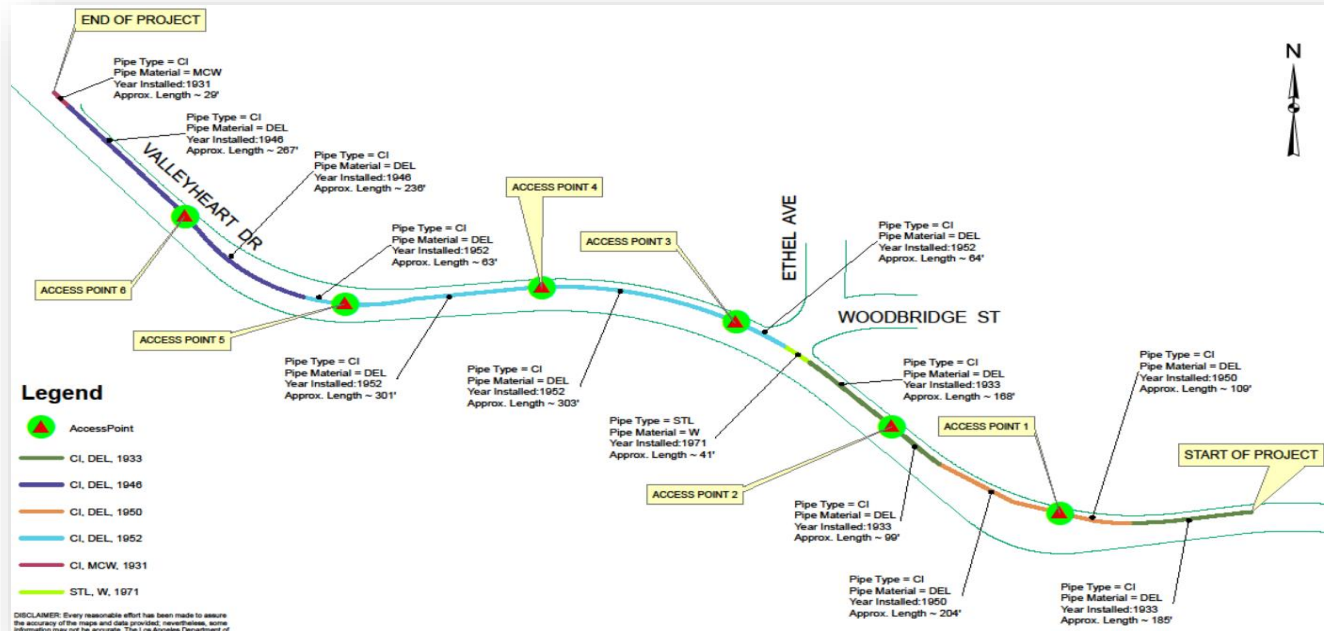 END OF PROJECT
Pipe Type = CI
Pipe Material = MCW
Year Installed:1931
Approx. Length ~ 29'
Pipe Type = CI
Pipe Material = DEL
Year Installed:1946
Approx. Length ~ 267'
Pipe Type = CI
Pipe Material = DEL
Year Installed:1946
Approx. Length ~ 236'
VALLEYHEART DR
ACCESS POINT 6
ACCESS POINT 5
Pipe Type = CI
Pipe Material = DEL
Year Installed:1952
Approx. Length ~ 63'
Pipe Type = CI
Pipe Material = DEL
Year Installed:1952
Approx. Length ~ 301'
ACCESS POINT 4
Pipe Type = CI
Pipe Material = DEL
Year Installed:1952
Approx. Length ~ 303'
ACCESS POINT 3
ETHEL AVE
Pipe Type = CI
Pipe Material = DEL
Year Installed:1952
Approx. Length ~ 64'
WOODBRIDGE ST
Pipe Type = STL
Pipe Material = W
Year Installed:1971
Approx. Length ~ 41'
Pipe Type = CI
Pipe Material = DEL
Year Installed:1933
Approx. Length ~ 168'
ACCESS POINT 2
ACCESS POINT 1
Pipe Type = CI
Pipe Material = DEL
Year Installed:1950
Approx. Length ~ 109'
START OF PROJECT
Pipe Type = CI
Pipe Material = DEL
Year Installed:1933
Approx. Length ~ 99'
Pipe Type = CI
Pipe Material = DEL
Year Installed:1950
Approx. Length ~ 204'
Pipe Type = CI
Pipe Material = DEL
Year Installed:1933
Approx. Length ~ 185'
N
Legend
AccessPoint
CI, DEL, 1933
CI, DEL, 1946
CI, DEL, 1950
CI, DEL, 1952
CI, MCW, 1931
STL, W, 1971
DISCLAIMER: Every reasonable effort has been made to assure
the accuracy of the maps and data provided; nevertheless, some
information may not be accurate. The Los Angeles Department of